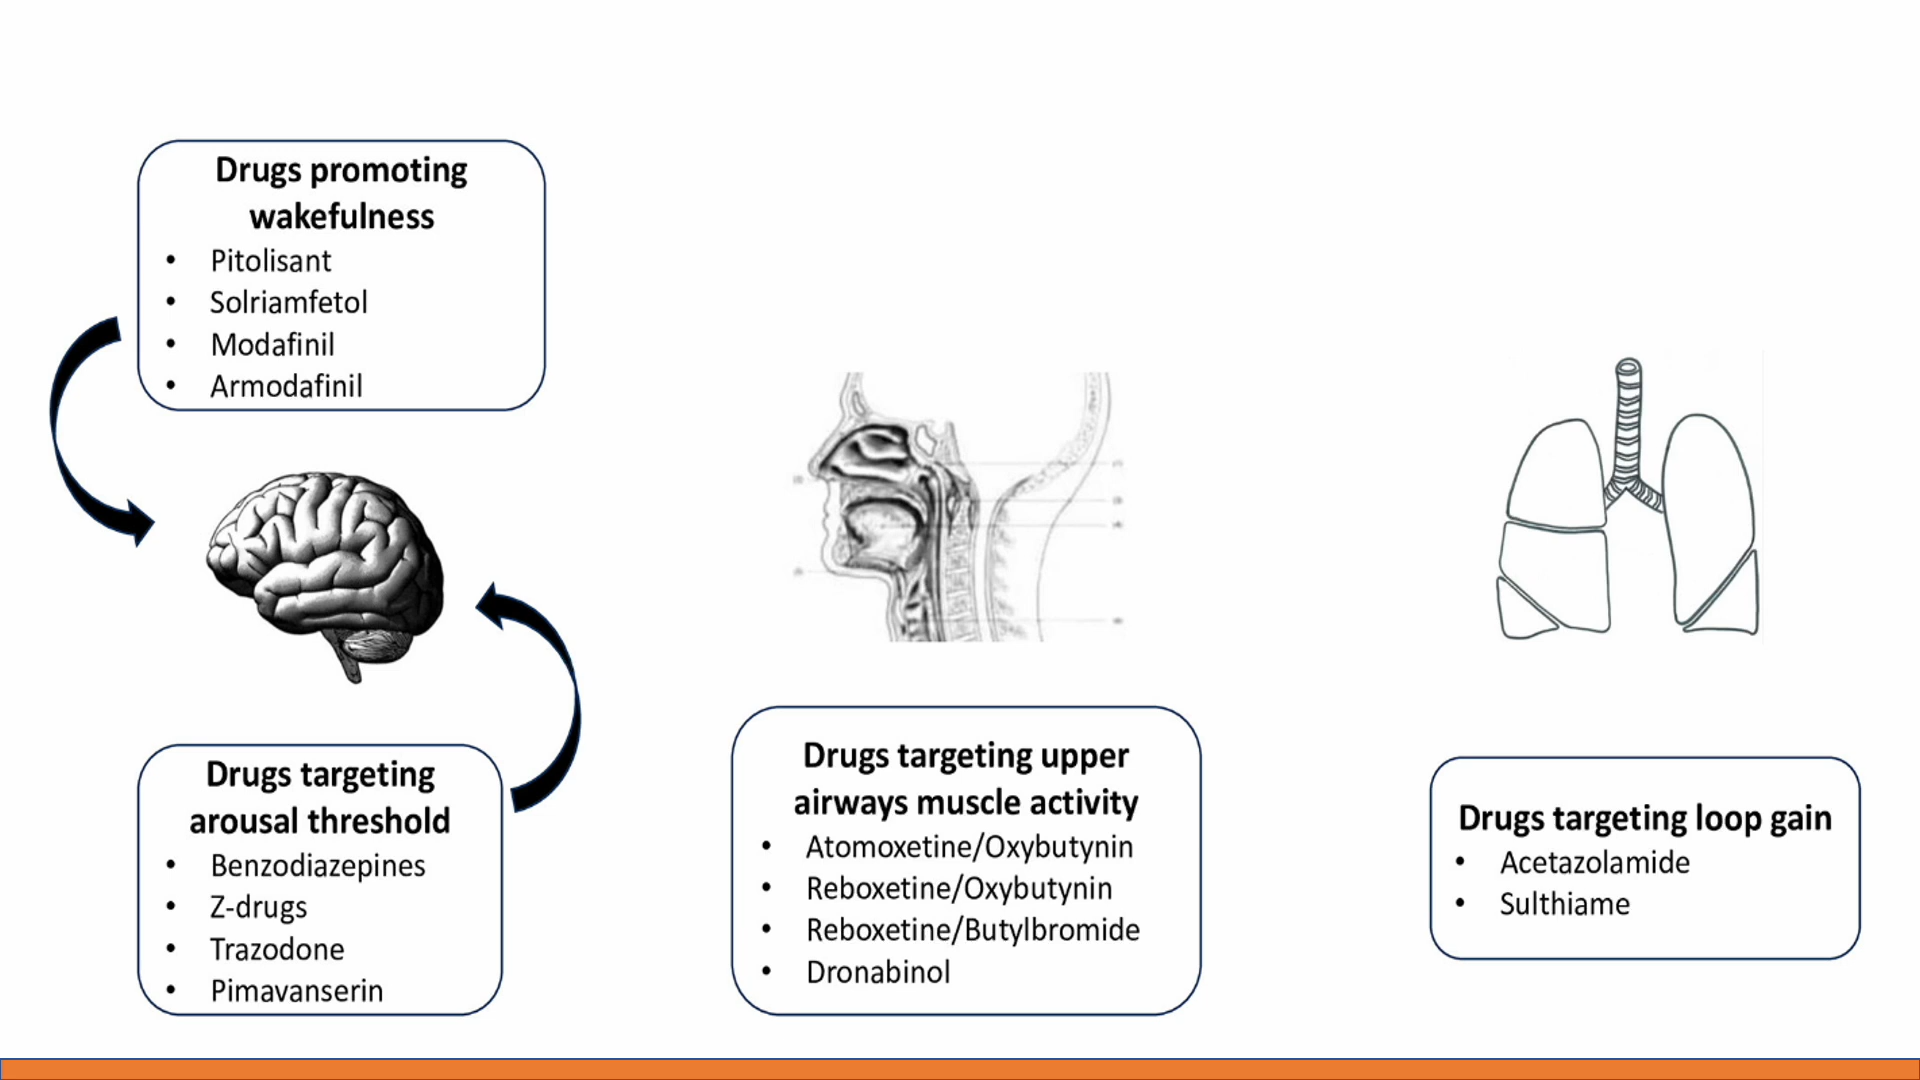 Drugs promoting
wakefulness
• Pitolisant
• Solriamfetol
• Modafinil
• Armodafinil
Drugs targeting
arousal threshold
• Benzodiazepines
• Z-drugs
• Trazodone
• Pimavanserin
Drugs targeting upper
airways muscle activity
• Atomoxetine/Oxybutynin
• Reboxetine/Oxybutynin
• Reboxetine/Butylbromide
• Dronabinol
Drugs targeting loop gain
• Acetazolamide
• Sulthiame